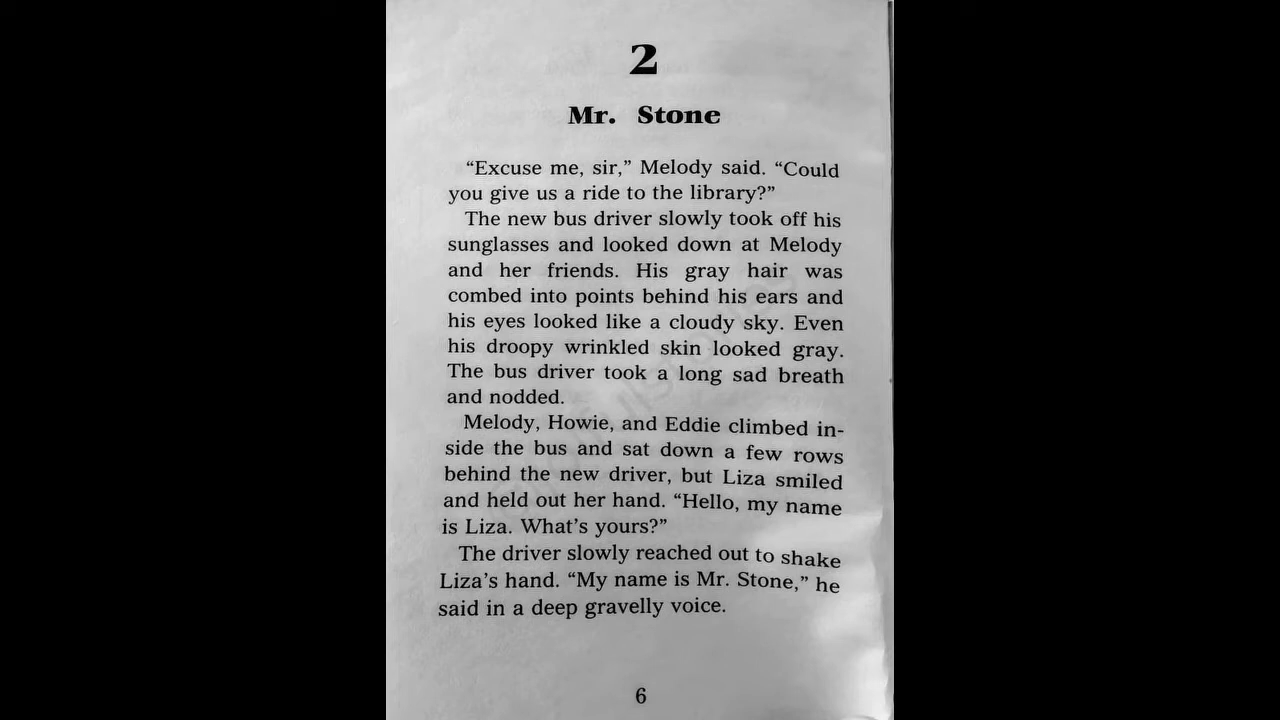 2
Mr. Stone
“Excuse me, sir,” Melody said. “Could
you give us a ride to the library?”
The new bus driver slowly took off his
sunglasses and looked down at Melody
and her friends. His gray hair was
combed into points behind his ears and
his eyes looked like a cloudy sky. Even
his droopy wrinkled skin looked gray.
The bus driver took a long sad breath
and nodded.
Melody, Howie, and Eddie climbed in-
side the bus and sat down a few rows
behind the new driver, but Liza smiled
and held out her hand. “Hello, my name
is Liza. What’s yours?”
The driver slowly reached out to shake
Liza’s hand. “My name is Mr. Stone,” he
said in a deep gravelly voice.
6